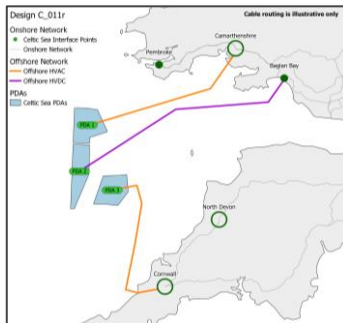 Design C_011r
Cable routing is illustrative only
Onshore Network
Celtic Sea Interface Points
Onshore Network
Offshore Network
Offshore HVAC
Offshore HVDC
PDAs
Celtic Sea PDAs
Camarthenshire
Pembroke
Baglan Bay
PDA 1
PDA 2
PDA 3
North Devon
Cornwall